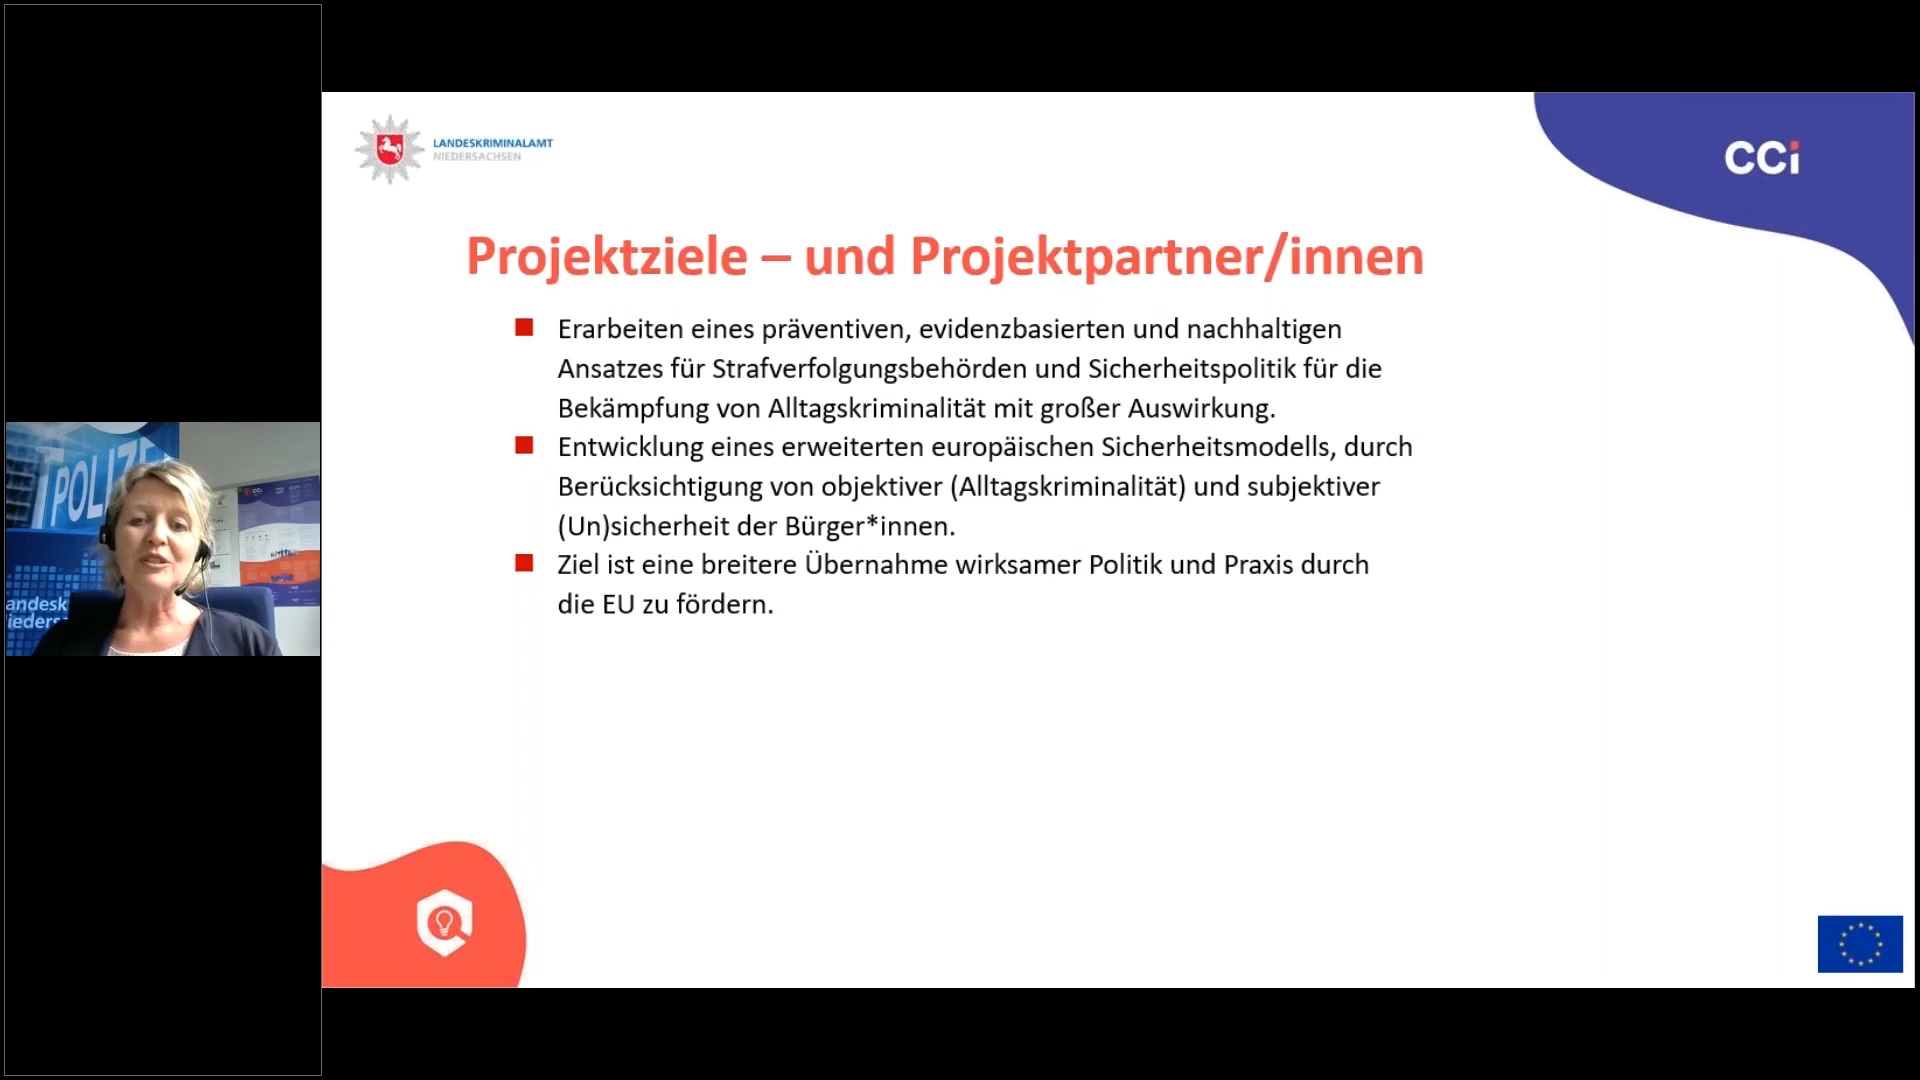 LANDESKRIMINALAMT
NIEDERSACHSEN
CCi
Projektziele – und Projektpartner/innen
Erarbeiten eines präventiven, evidenzbasierten und nachhaltigen
Ansatzes für Strafverfolgungsbehörden und Sicherheitspolitik für die
Bekämpfung von Alltagskriminalität mit großer Auswirkung.
Entwicklung eines erweiterten europäischen Sicherheitsmodells, durch
Berücksichtigung von objektiver (Alltagskriminalität) und subjektiver
(Un)sicherheit der Bürger*innen.
Ziel ist eine breitere Übernahme wirksamer Politik und Praxis durch
die EU zu fördern.
POLIZE
andesk
ieders